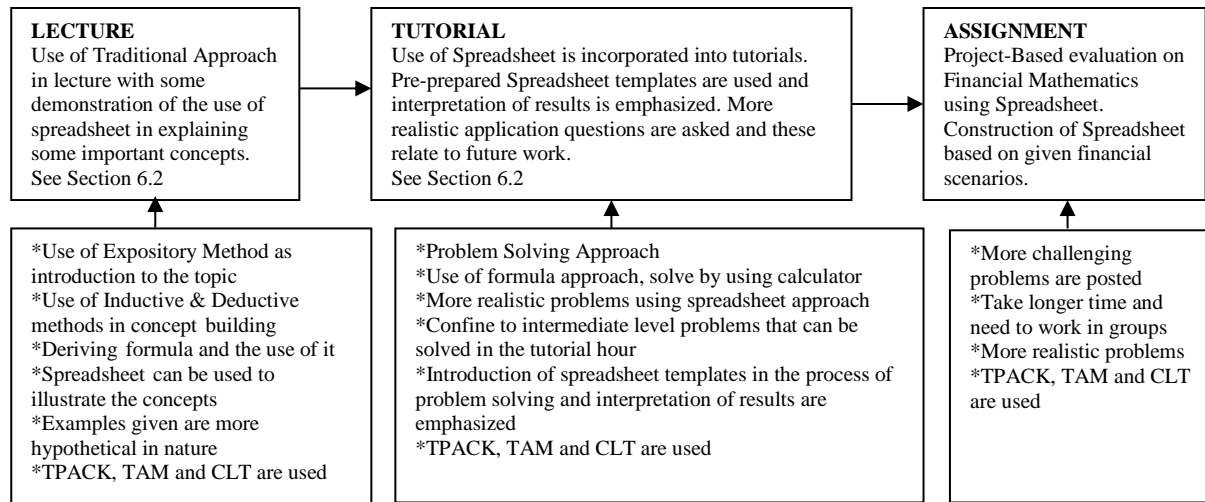 LECTURE
Use of Traditional Approach
in lecture with some
demonstration of the use of
spreadsheet in explaining
some important concepts.
See Section 6.2
TUTORIAL
Use of Spreadsheet is incorporated into tutorials.
Pre-prepared Spreadsheet templates are used and
interpretation of results is emphasized. More
realistic application questions are asked and these
relate to future work.
See Section 6.2
ASSIGNMENT
Project-Based evaluation on
Financial Mathematics
using Spreadsheet.
Construction of Spreadsheet
based on given financial
scenarios.
*Use of Expository Method as
introduction to the topic
*Use of Inductive & Deductive
methods in concept building
*Deriving formula and the use of it
*Spreadsheet can be used to
illustrate the concepts
*Examples given are more
hypothetical in nature
*TPACK, TAM and CLT are used
*Problem Solving Approach
*Use of formula approach, solve by using calculator
*More realistic problems using spreadsheet approach
*Confine to intermediate level problems that can be
solved in the tutorial hour
*Introduction of spreadsheet templates in the process of
problem solving and interpretation of results are
emphasized
*TPACK, TAM and CLT are used
*More challenging
problems are posted
*Take longer time and
need to work in groups
*More realistic problems
*TPACK, TAM and CLT
are used